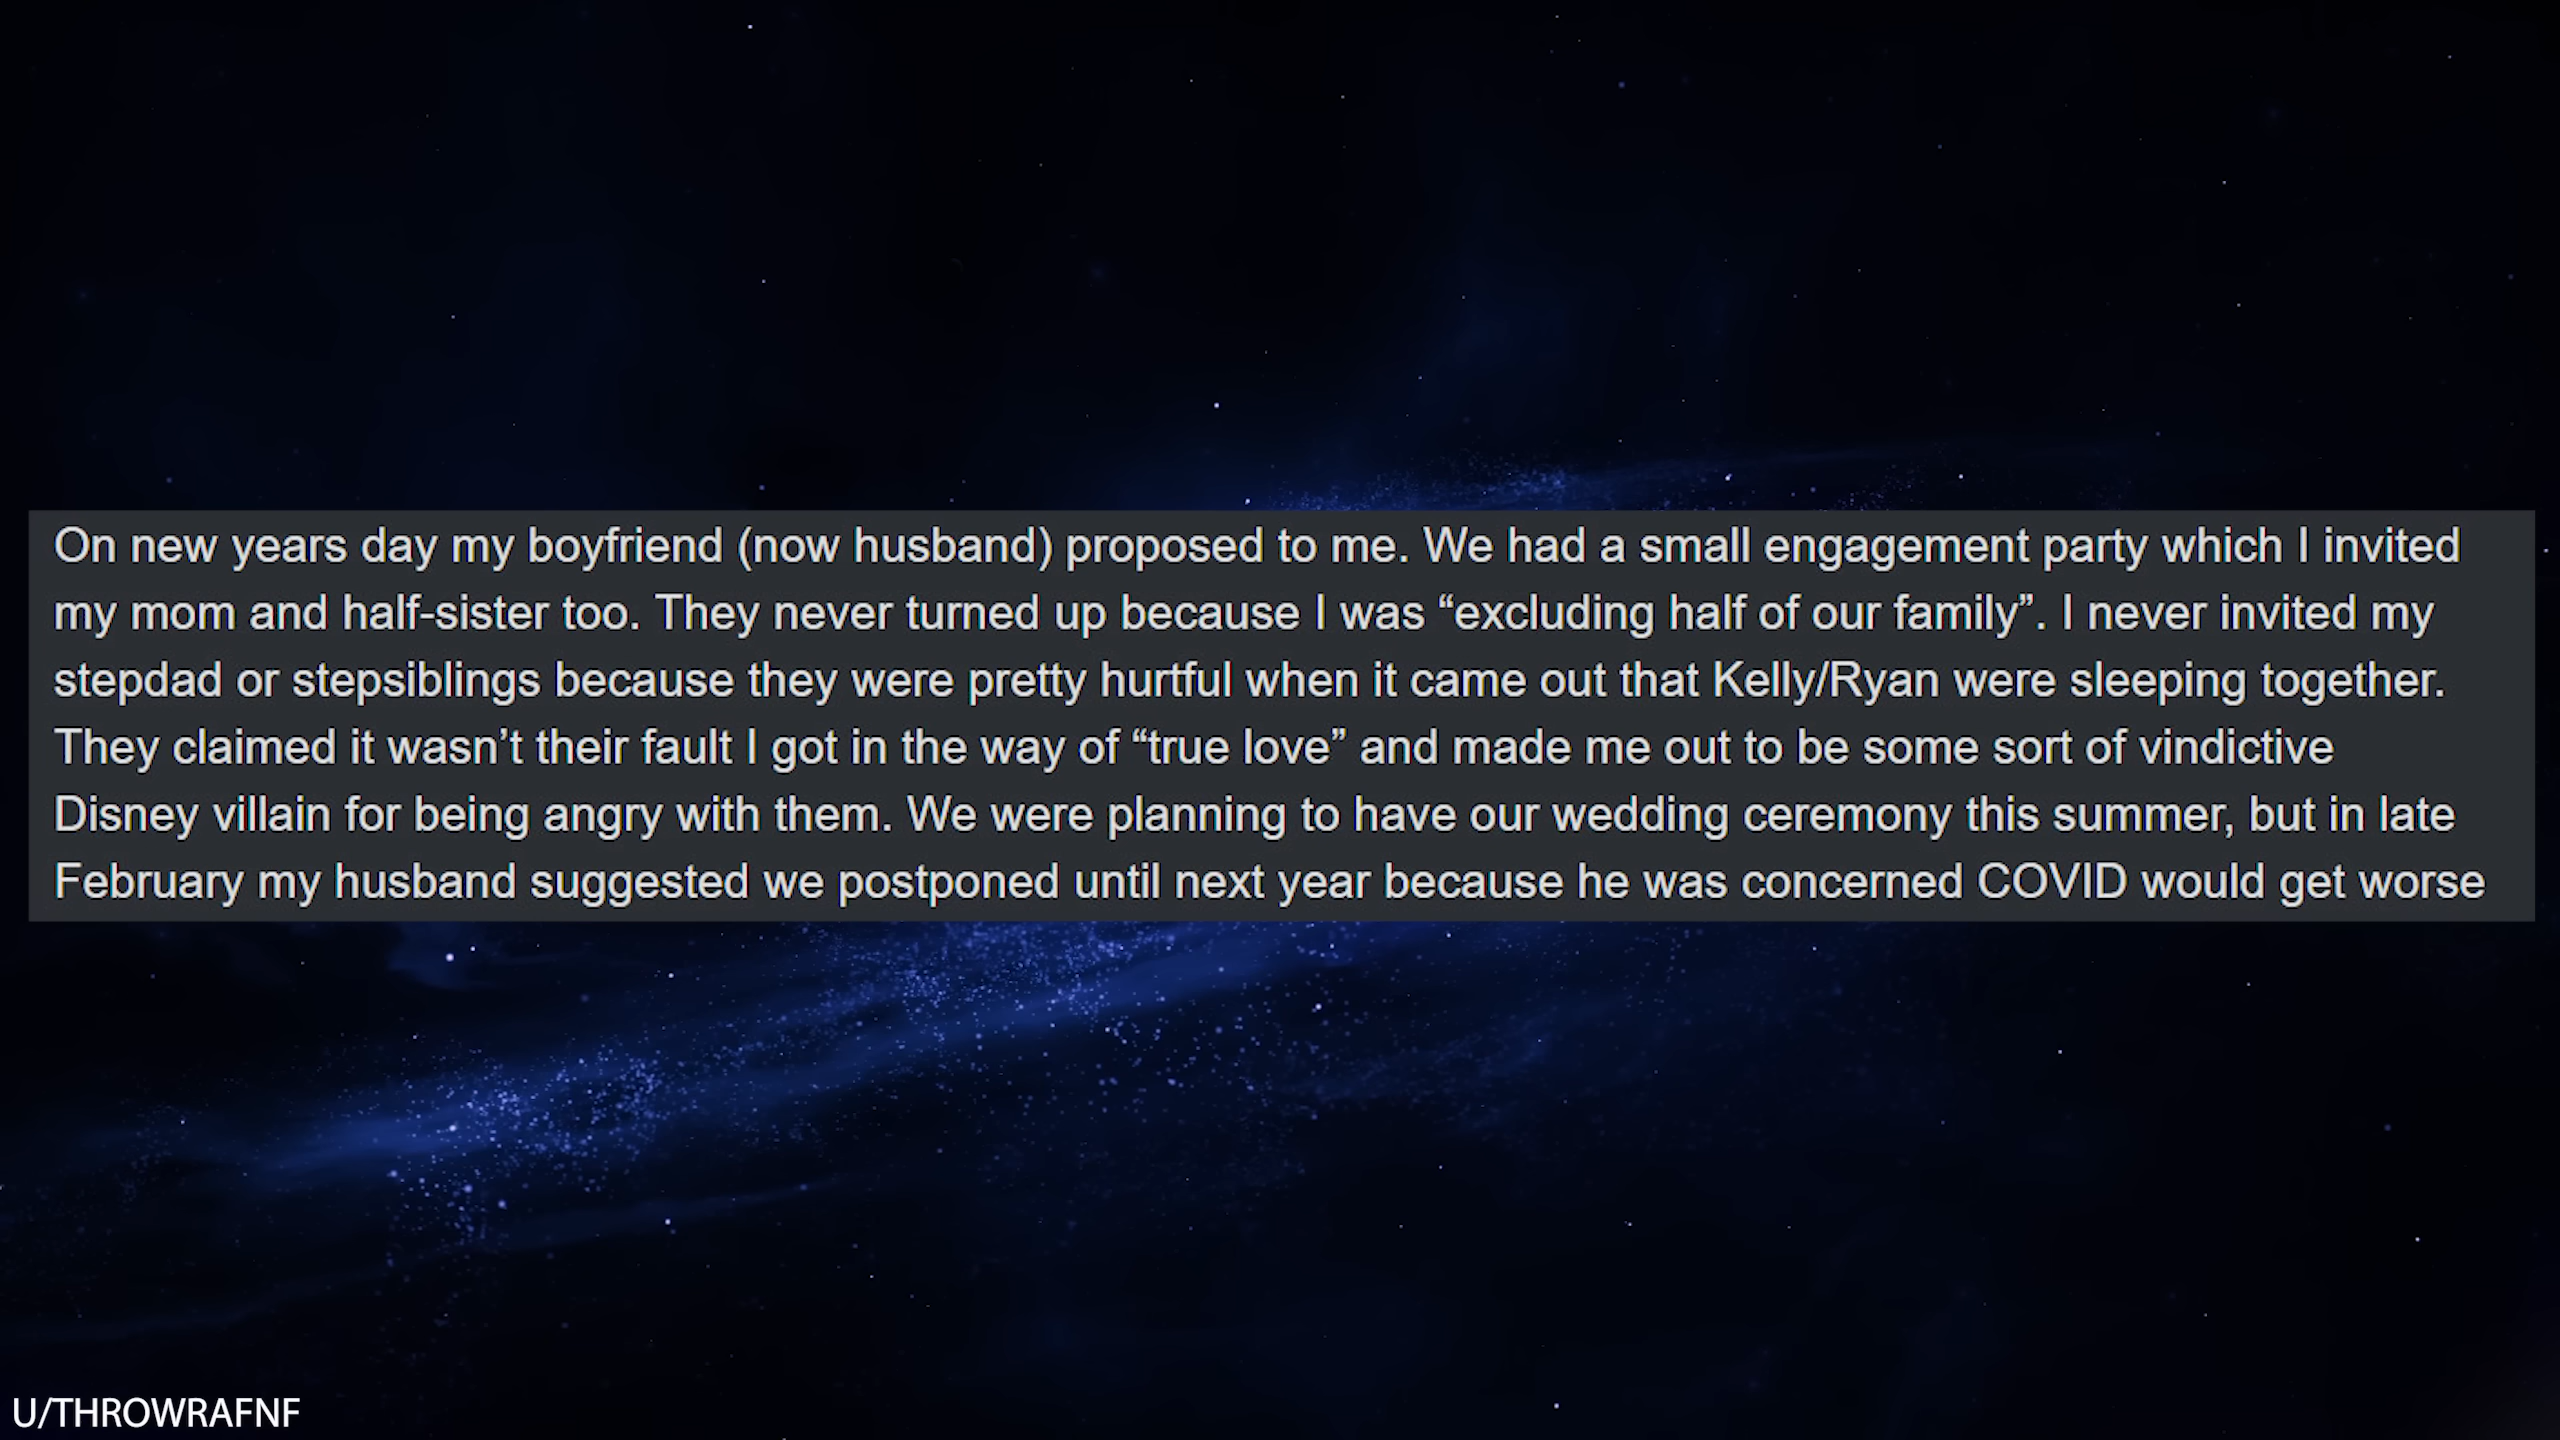 On new years day my boyfriend (now husband) proposed to me. We had a small engagement party which I invited
my mom and half-sister too. They never turned up because I was “excluding half of our family”. I never invited my
stepdad or stepsiblings because they were pretty hurtful when it came out that Kelly/Ryan were sleeping together.
They claimed it wasn’t their fault I got in the way of “true love” and made me out to be some sort of vindictive
Disney villain for being angry with them. We were planning to have our wedding ceremony this summer, but in late
February my husband suggested we postponed until next year because he was concerned COVID would get worse
U/THROWRAFNF